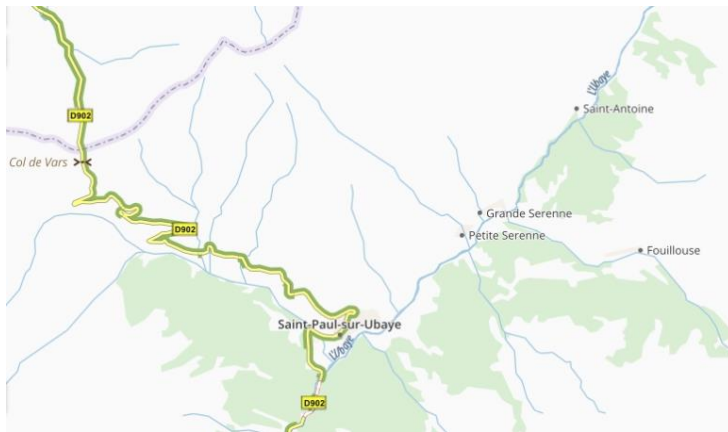 L'Ubaye
Saint-Antoine
D902
Col de Vars
Grande Serenne
D902
Petite Serenne
Fouillouse
Saint-Paul-sur-Ubaye
L'Ubaye
D902